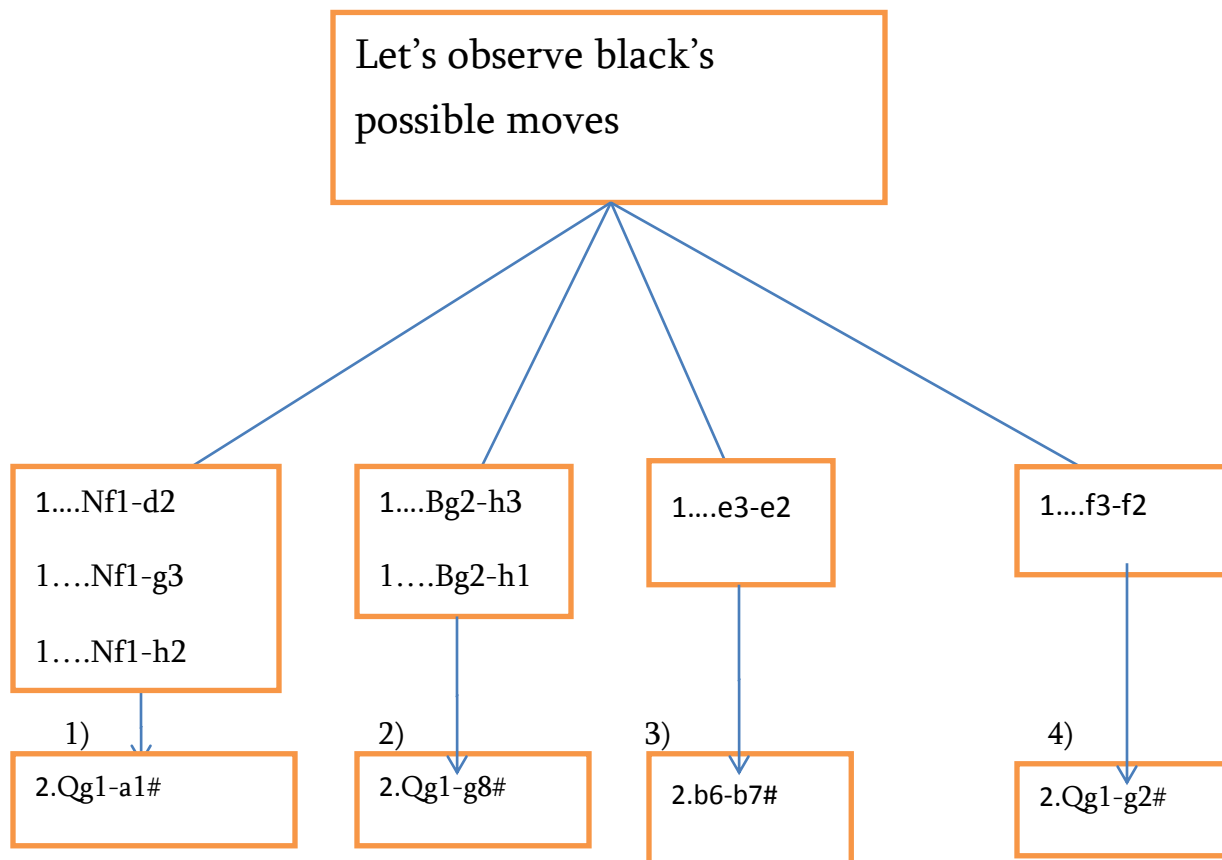 Let's observe black's
possible moves
1....Nf1-d2
1....Nf1-g3
1....Nf1-h2
1....Bg2-h3
1....Bg2-h1
1....e3-e2
1....f3-f2
1)
2)
3)
4)
2.Qg1-a1#
2.Qg1-g8#
2.b6-b7#
2.Qg1-g2#